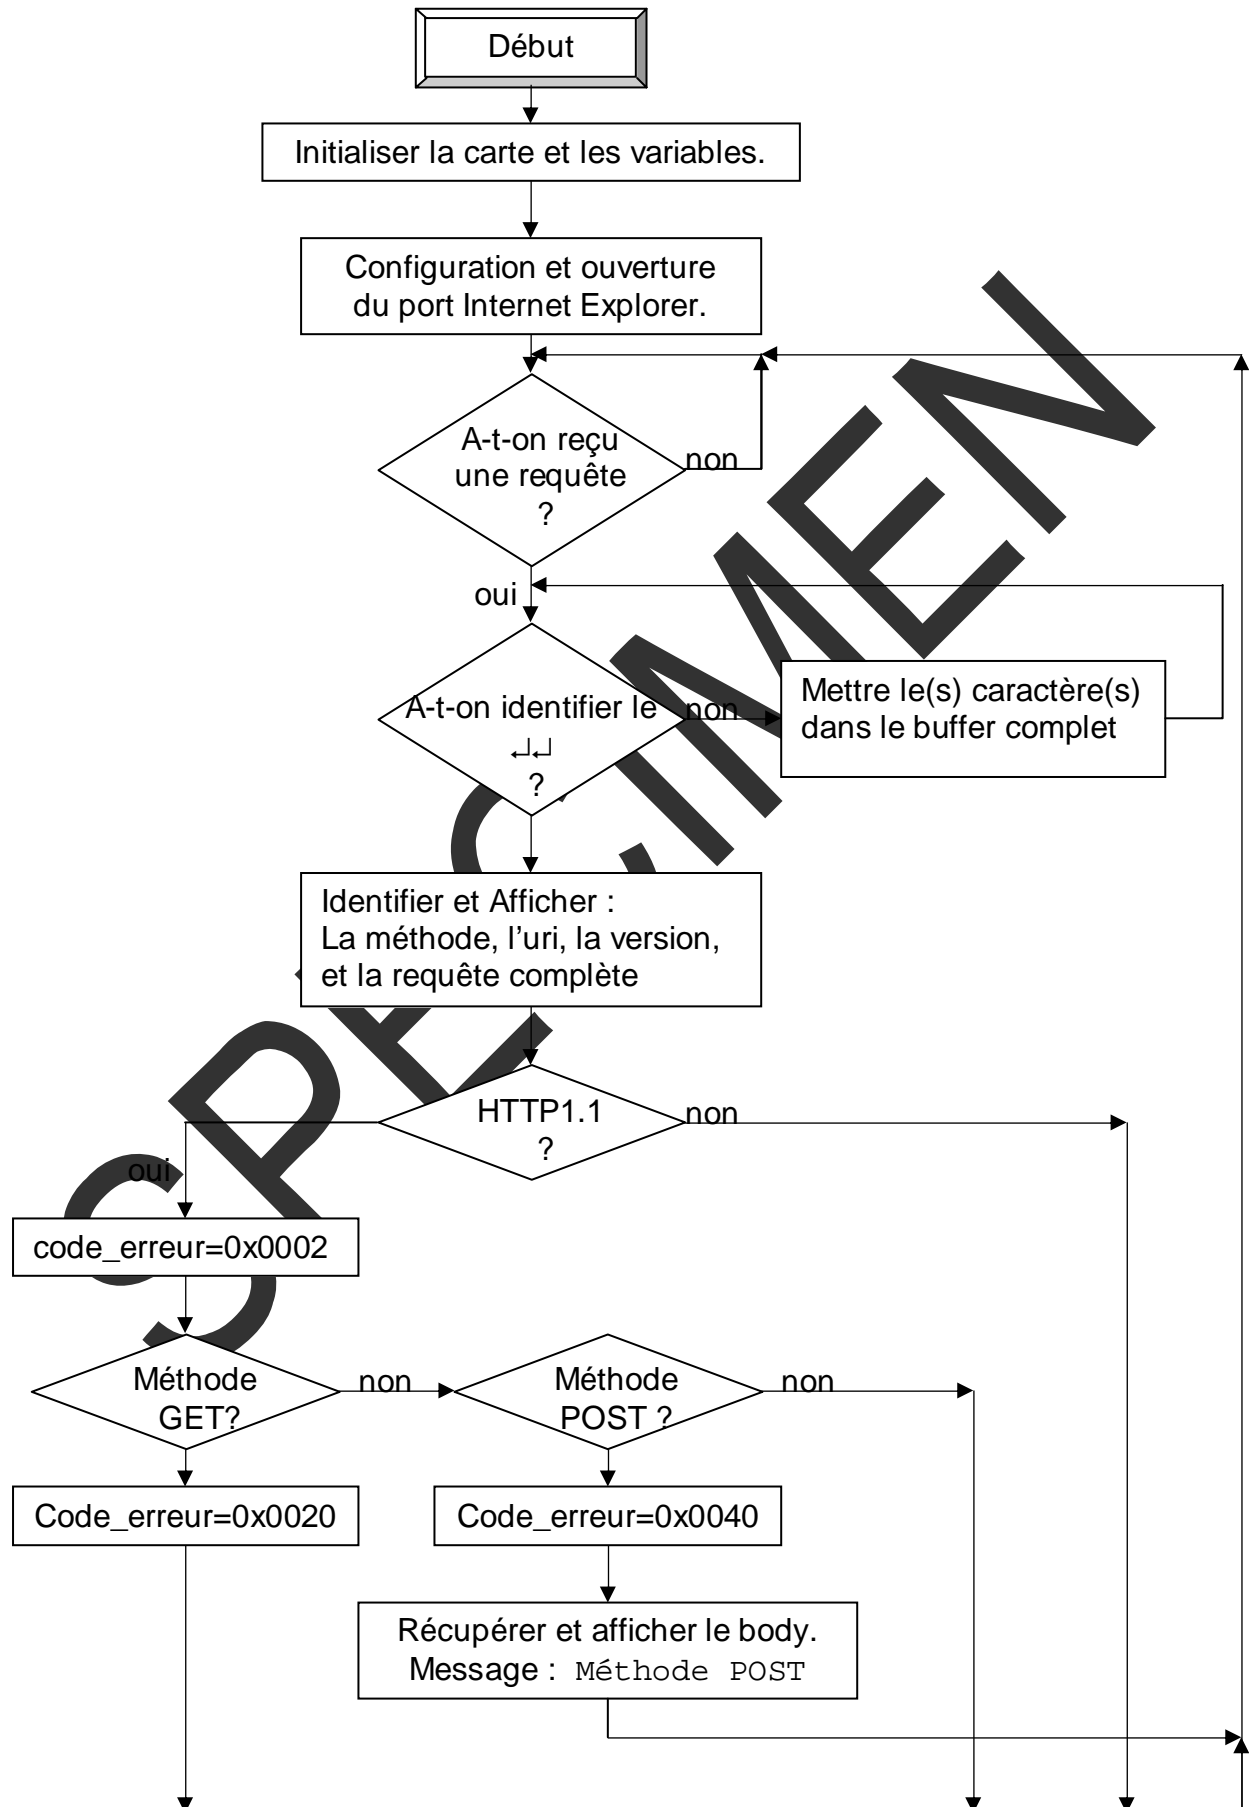 Début
Initialiser la carte et les variables.
Configuration et ouverture
du port Internet Explorer.
A-t-on reçu
une requête
?
non
oui
A-t-on identifier le
↵↵
?
non
Mettre le(s) caractère(s)
dans le buffer complet
Identifier et Afficher :
La méthode, l’uri, la version,
et la requête complète
HTTP1.1
?
non
oui
code_erreur=0x0002
Méthode
GET?
non
Méthode
POST ?
non
Code_erreur=0x0020
Code_erreur=0x0040
Récupérer et afficher le body.
Message : Méthode POST
SPECIMEN